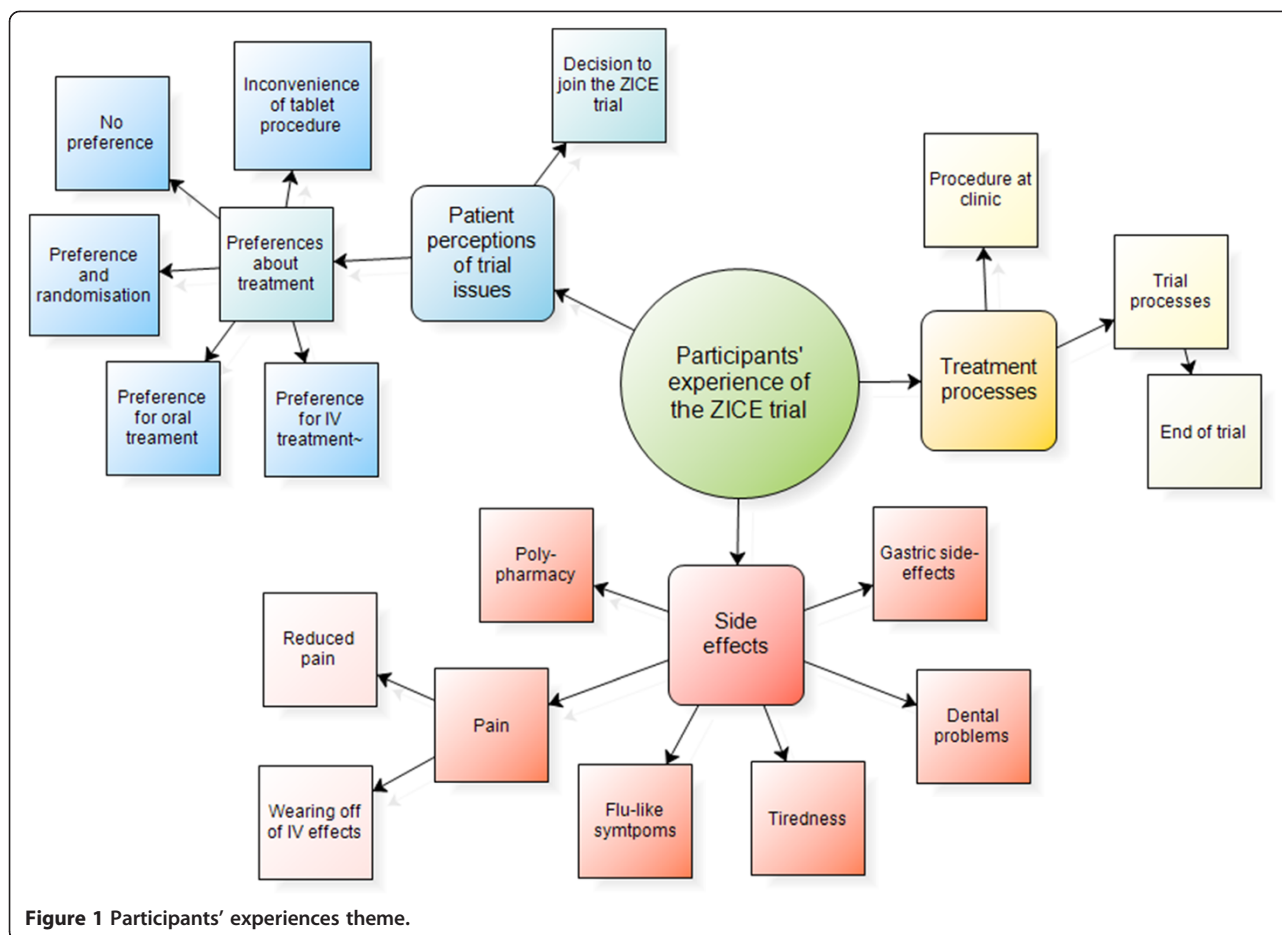 Decision to
join the ZICE
trial
Inconvenience
of tablet
procedure
No
preference
Procedure at
clinic
Patient
perceptions
of trial
issues
Preferences
about
treatment
Preference
and
randomisation
Trial
processes
Participants'
experience of
the ZICE trial
Treatment
processes
Preference
for oral
treament
Preference
for IV
treatment~
End of trial
Poly-
pharmacy
Gastric side-
effects
Side
effects
Reduced
pain
Pain
Dental
problems
Wearing off
of IV effects
Flu-like
symtpoms
Tiredness
Figure 1 Participants’ experiences theme.